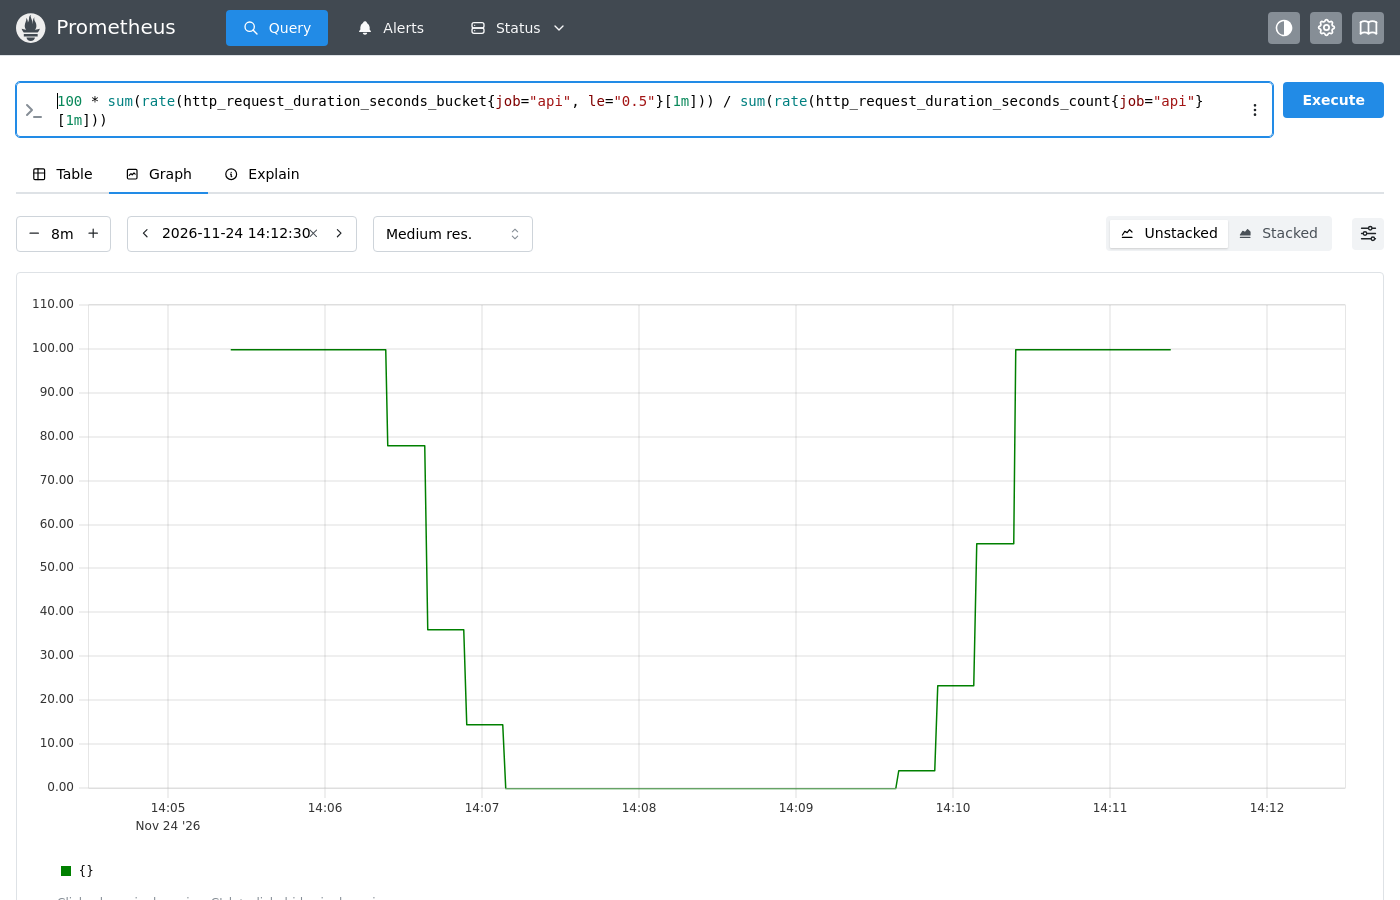 Prometheus
Query
Alerts
Status
100 * sum(rate(http_request_duration_seconds_bucket{job="api", le="0.5"}[1m])) / sum(rate(http_request_duration_seconds_count{job="api"}
[1m]))
Execute
Table
Graph
Explain
8m
2026-11-24 14:12:30
Medium res.
Unstacked
Stacked
110.00
100.00
90.00
80.00
70.00
60.00
50.00
40.00
30.00
20.00
10.00
0.00
14:05
14:06
14:07
14:08
14:09
14:10
14:11
14:12
Nov 24 '26
{}